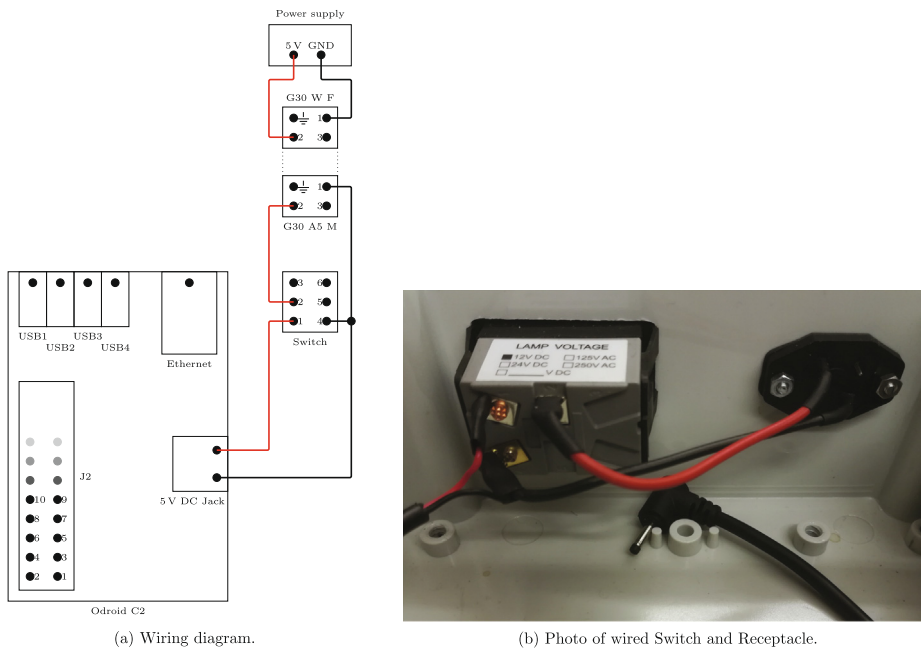 Power supply
5 V GND
G30 W F
1
2 3
1
2 3
G30 A5 M
3 6
2 5
1 4
Switch
USB1 USB3
USB2 USB4
Ethernet
J2
10 9
8 7
6 5
4 3
2 1
5 V DC Jack
Odroid C2
LAMP VOLTAGE
12V DC 125V AC
24V DC 250V AC
V DC
(a) Wiring diagram.
(b) Photo of wired Switch and Receptacle.